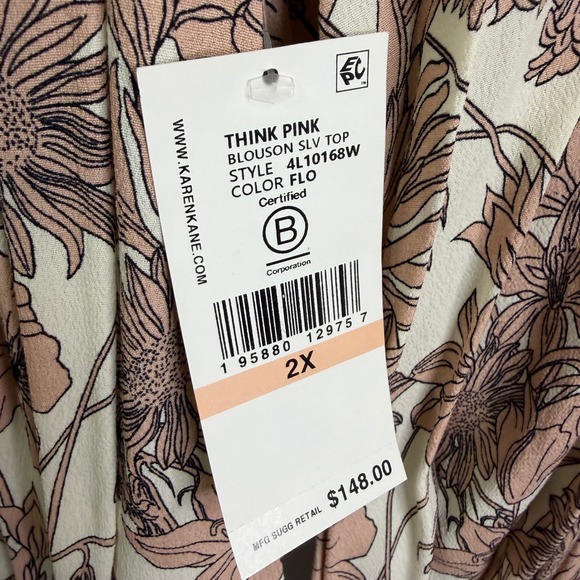 EPC
WWW.KARENKANE.COM
THINK PINK
BLOUSON SLV TOP
STYLE 4L10168W
COLOR FLO
Certified
B
Corporation
1 95880 12975 7
2X
MFG SUGG RETAIL $148.00